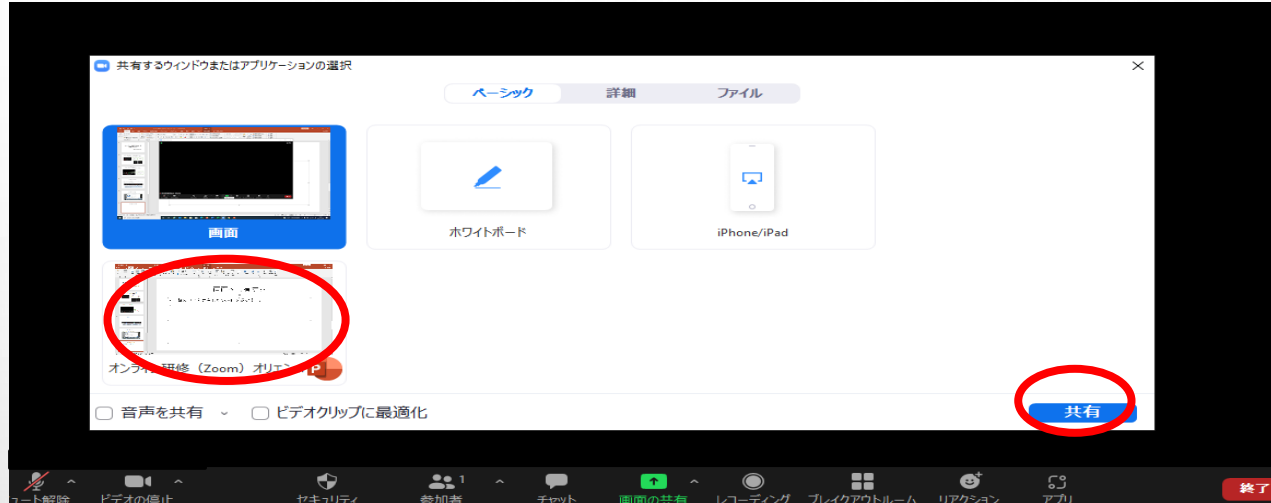 共有するウィンドウまたはアプリケーションの選択
ベーシック 詳細 ファイル
画面
ホワイトボード
iPhone/iPad
オンライン研修（Zoom）オリエン
P
音声を共有
ビデオクリップに最適化
共有
ュート解除 ビデオの停止 セキュリティ 参加者 1 チャット 画面の共有 レコーディング ブレイクアウトルーム リアクション アプリ 終了